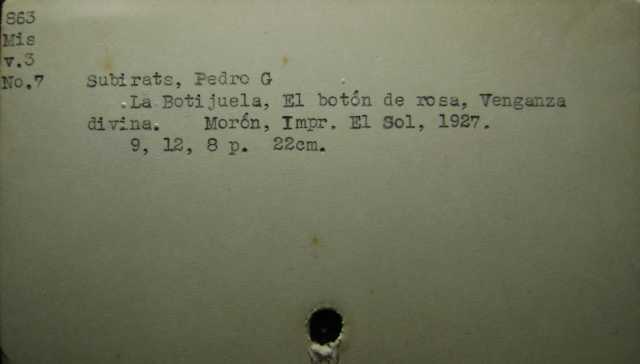 863
Mis
v.3
No.7 Subirats, Pedro G
La Botijuela, El botón de rosa, Venganza
divina. Morón, Impr. El Sol, 1927.
9, 12, 8 p. 22cm.